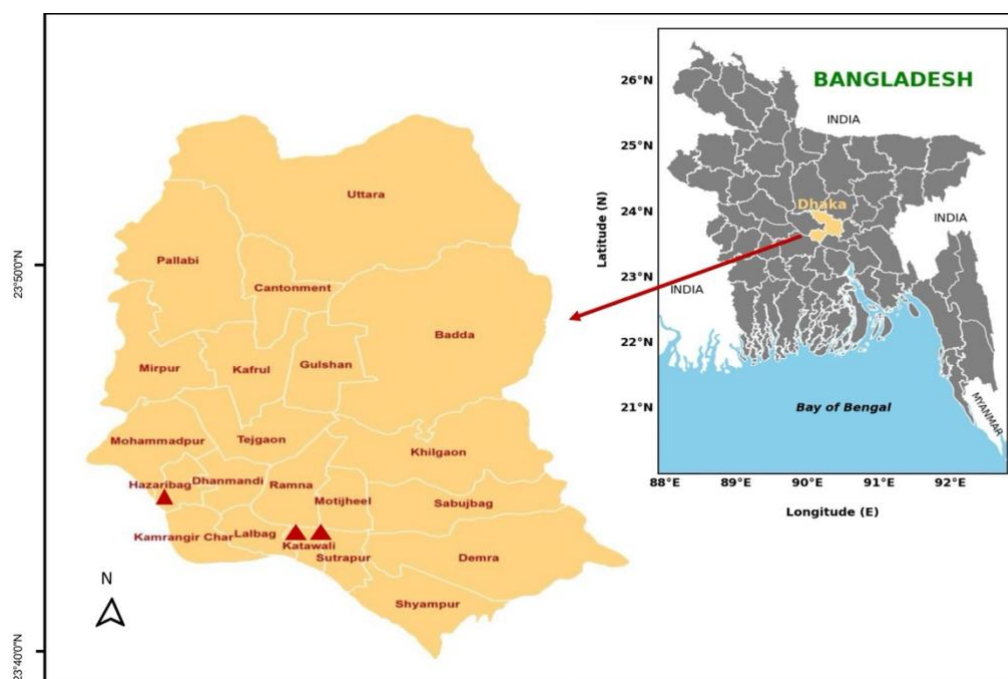 Uttara
Pallabi
Cantonment
Badda
Gulshan
Kafrul
Mirpur
Mohammadpur
Tejgaon
Khilgaon
Hazaribag
Dhanmandi
Ramna
Motijheel
Sabujbag
Kamrangir Char
Lalbag
Katawali
Sutrapur
Demra
Shyampur
N
23°50'0"N
23°40'0"N
BANGLADESH
INDIA
Dhaka
INDIA
INDIA
Bay of Bengal
MYANMAR
Latitude (N)
26°N
25°N
24°N
23°N
22°N
21°N
88°E 89°E 90°E 91°E 92°E
Longitude (E)